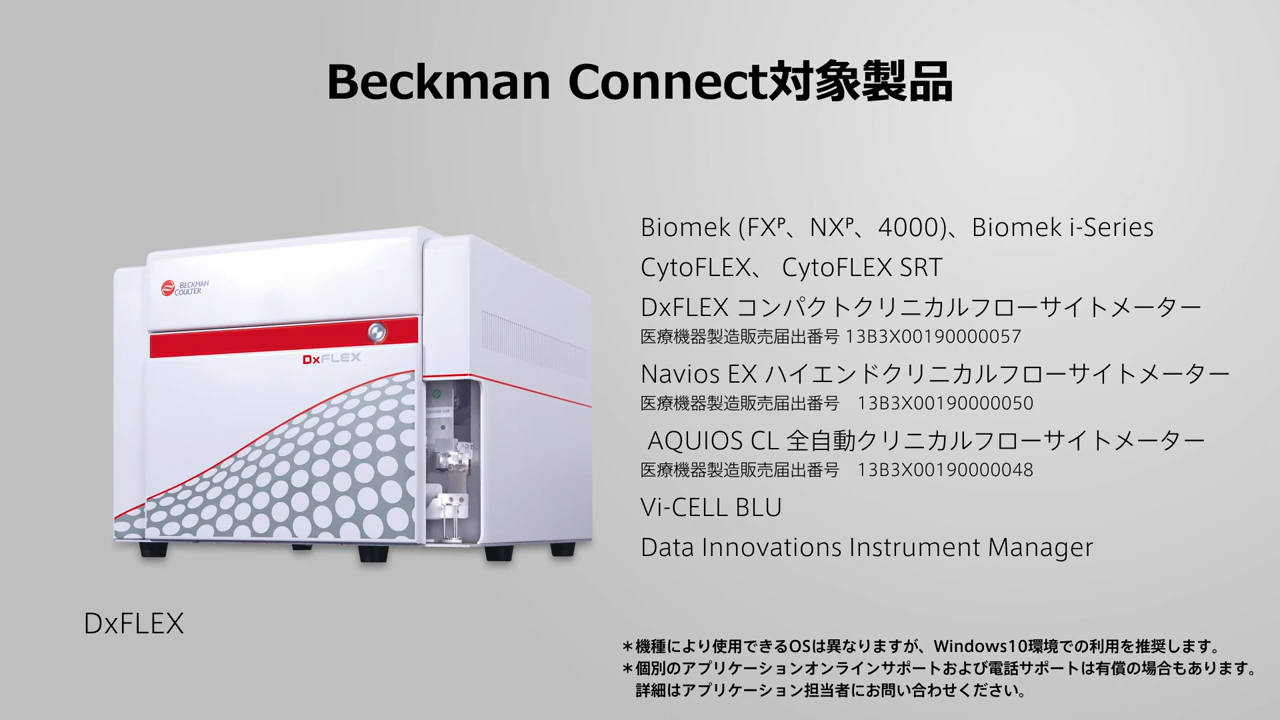 Beckman Connect対象製品
BECKMAN
COULTER
DxFLEX
Biomek (FXᴾ、NXᴾ、4000)、Biomek i-Series
CytoFLEX、 CytoFLEX SRT
DxFLEX コンパクトクリニカルフローサイトメーター
医療機器製造販売届出番号 13B3X00190000057
Navios EX ハイエンドクリニカルフローサイトメーター
医療機器製造販売届出番号　13B3X00190000050
AQUIOS CL 全自動クリニカルフローサイトメーター
医療機器製造販売届出番号　13B3X00190000048
Vi-CELL BLU
Data Innovations Instrument Manager
DxFLEX
＊機種により使用できるOSは異なりますが、Windows10環境での利用を推奨します。
＊個別のアプリケーションオンラインサポートおよび電話サポートは有償の場合もあります。
詳細はアプリケーション担当者にお問い合わせください。